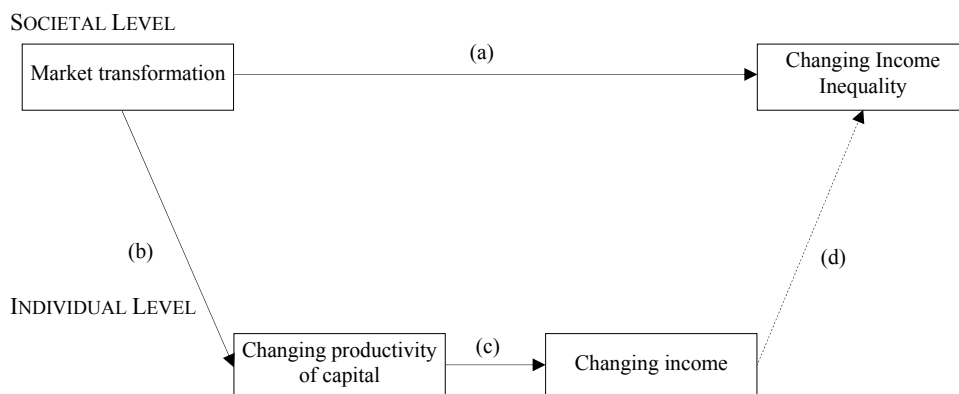 SOCIETAL LEVEL
Market transformation
(a)
Changing Income
Inequality
(b)
(d)
INDIVIDUAL LEVEL
Changing productivity
of capital
(c)
Changing income